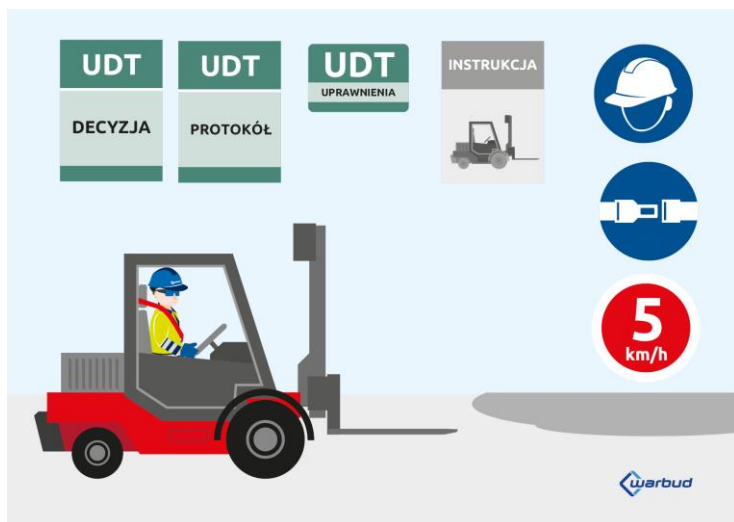 UDT
DECYZJA
UDT
PROTOKÓŁ
UDT
UPRAWNIENIA
INSTRUKCJA
5
km/h
warbud